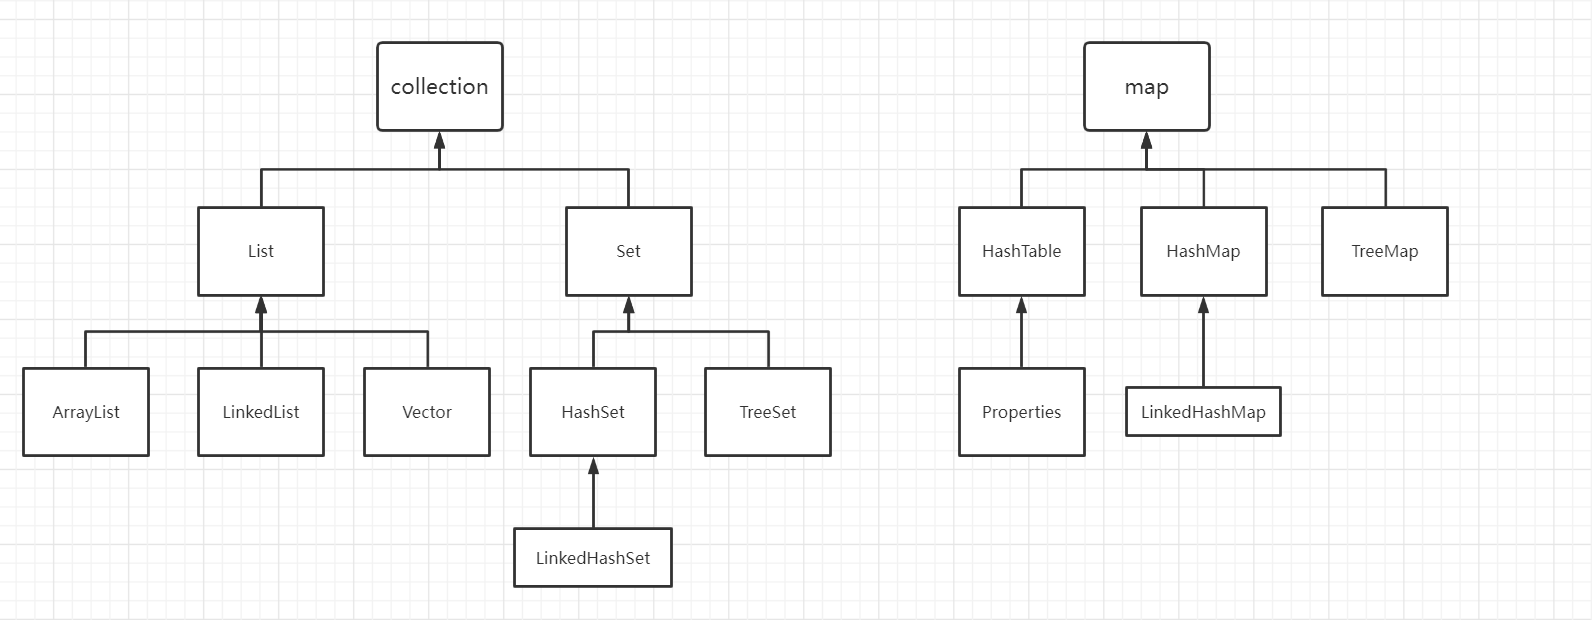 collection
map
List
Set
HashTable
HashMap
TreeMap
ArrayList
LinkedList
Vector
HashSet
TreeSet
Properties
LinkedHashMap
LinkedHashSet